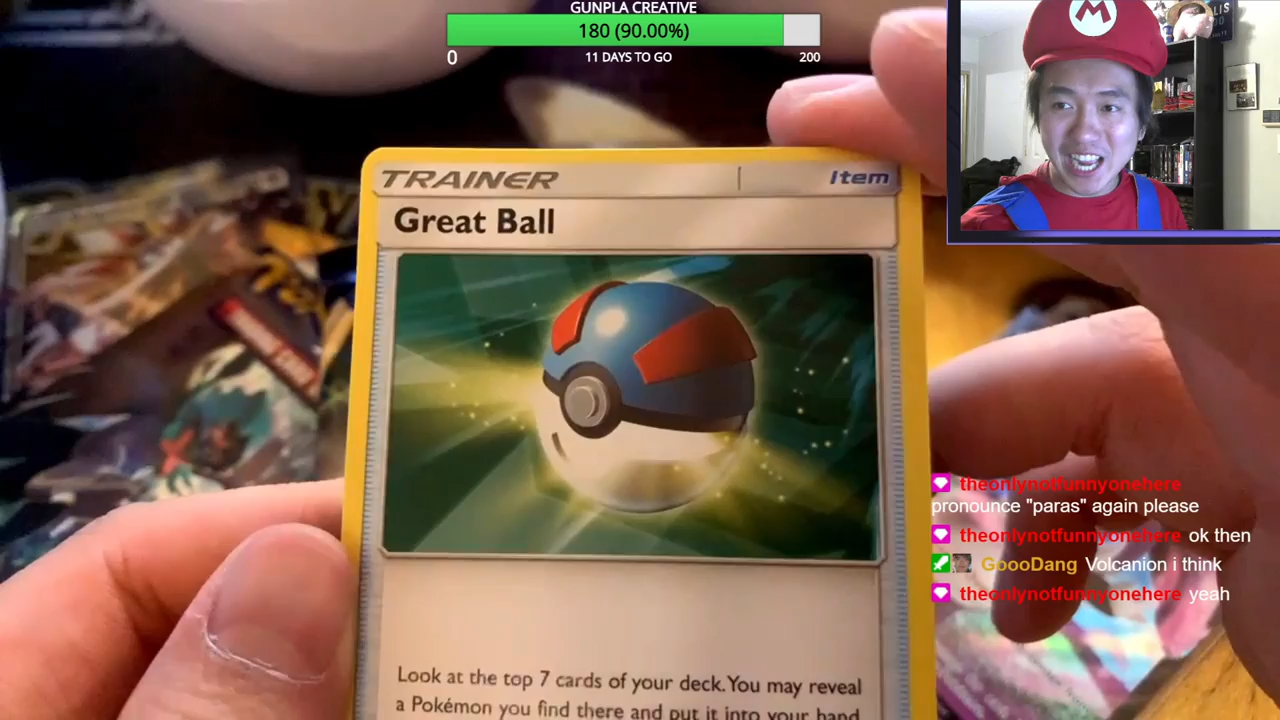 GUNPLA CREATIVE
180 (90.00%)
0
11 DAYS TO GO
200
M
TRAINER
Item
Great Ball
theonlynotfunnyonehere
pronounce "paras" again please
theonlynotfunnyonehere ok then
GoooDang Volcanion i think
theonlynotfunnyonehere yeah
Look at the top 7 cards of your deck. You may reveal
a Pokémon you find there and put it into your hand